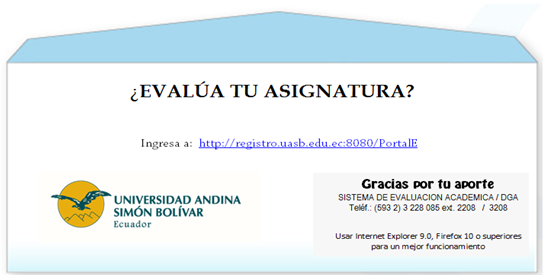 ¿EVALÚA TU ASIGNATURA?
Ingresa a: http://registro.uasb.edu.ec:8080/PortalE
UNIVERSIDAD ANDINA
SIMÓN BOLÍVAR
Ecuador
Gracias por tu aporte
SISTEMA DE EVALUACION ACADEMICA / DGA
Teléf.: (593 2) 3 228 085 ext. 2208 / 3208
Usar Internet Explorer 9.0, Firefox 10 o superiores
para un mejor funcionamiento